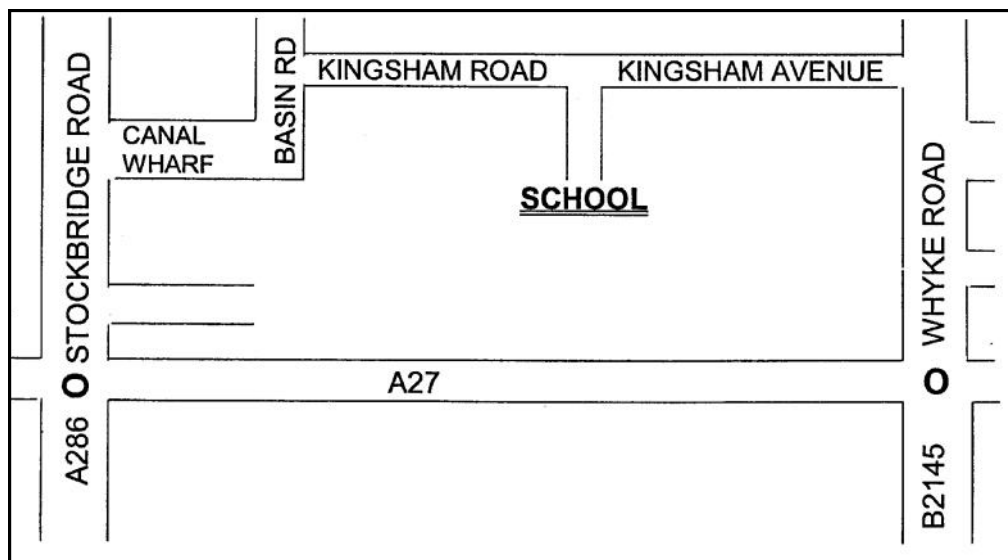 STOCKBRIDGE ROAD
CANAL
WHARF
BASIN RD
KINGSHAM ROAD
KINGSHAM AVENUE
SCHOOL
WHYKE ROAD
O
A27
O
A286
B2145